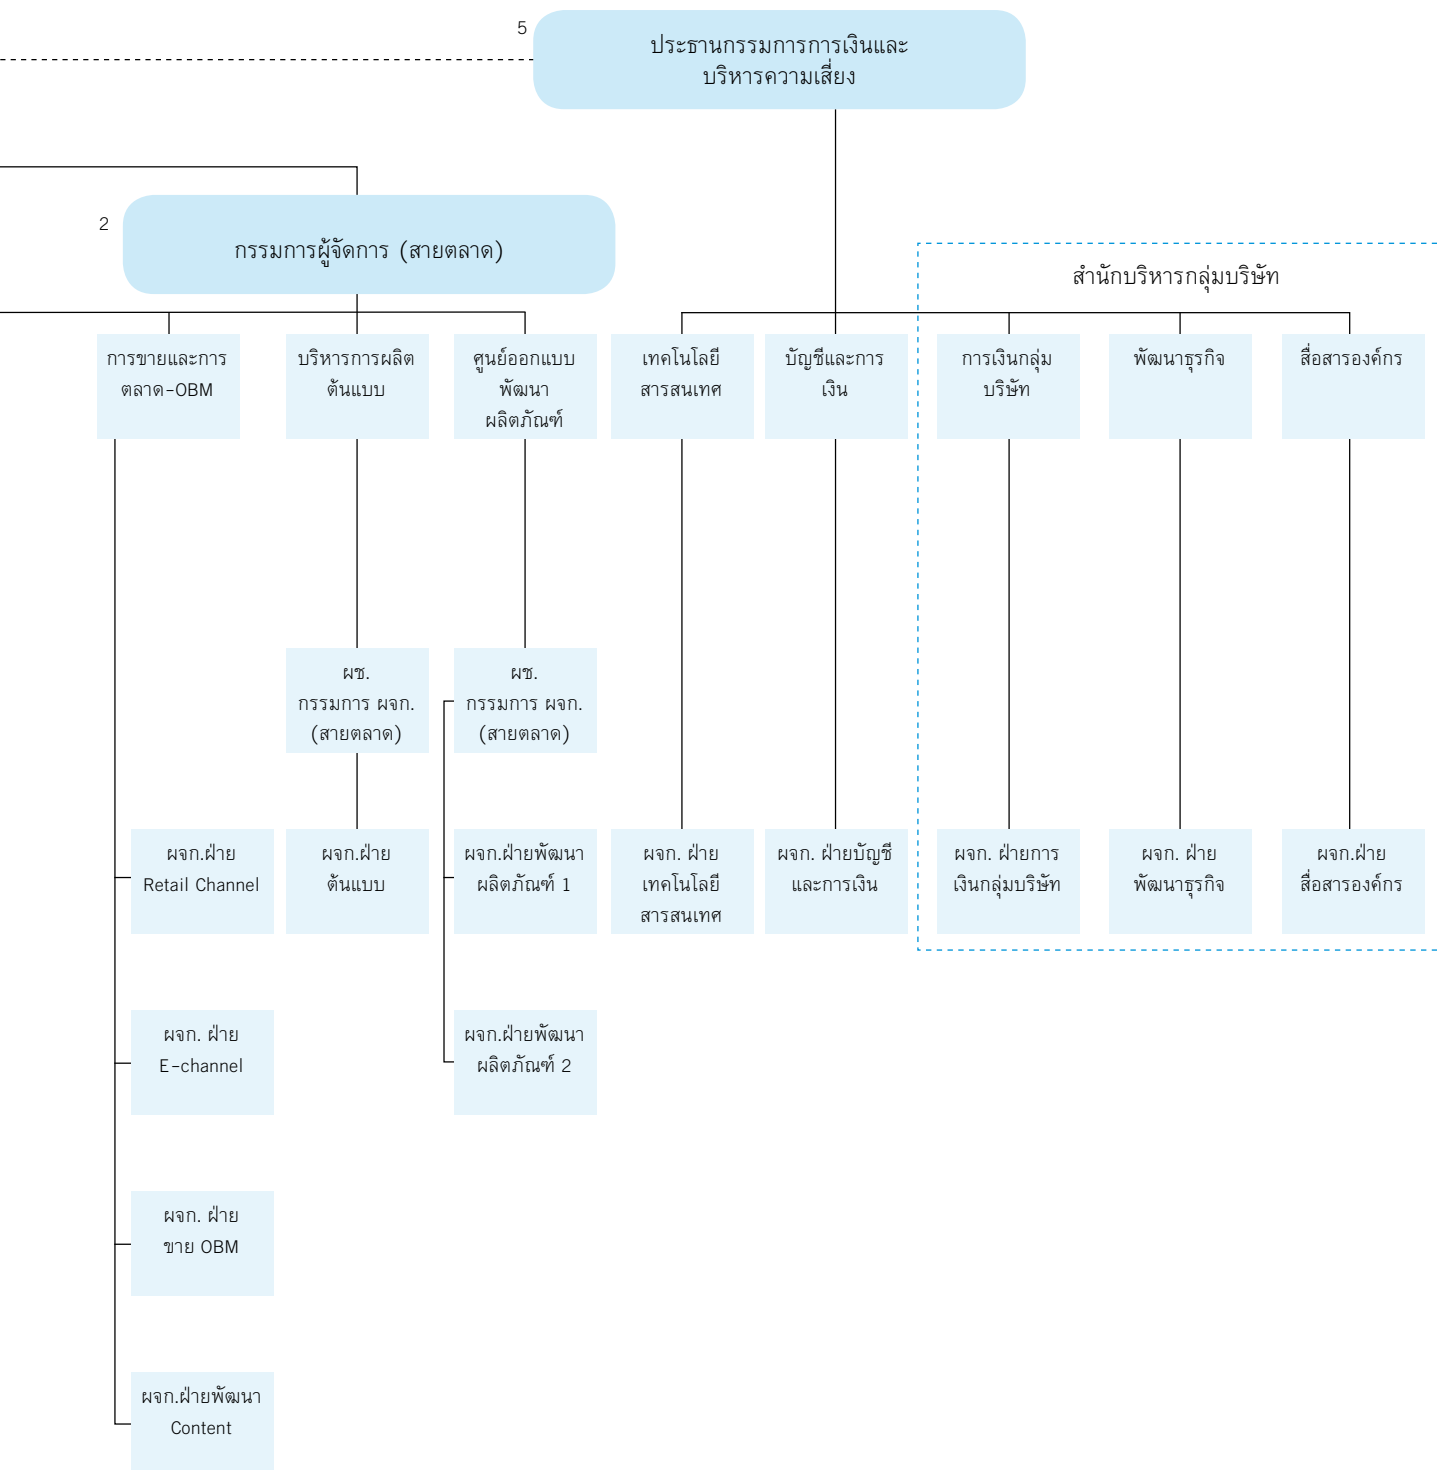 5
ประธานกรรมการการเงินและ
บริหารความเสี่ยง
2
กรรมการผู้จัดการ (สายตลาด)
สำนักบริหารกลุ่มบริษัท
การขายและการ
ตลาด-OBM
บริหารการผลิต
ต้นแบบ
ศูนย์ออกแบบ
พัฒนา
ผลิตภัณฑ์
เทคโนโลยี
สารสนเทศ
บัญชีและการ
เงิน
การเงินกลุ่ม
บริษัท
พัฒนาธุรกิจ
สื่อสารองค์กร
ผช.
กรรมการ ผจก.
(สายตลาด)
ผช.
กรรมการ ผจก.
(สายตลาด)
ผจก.ฝ่าย
Retail Channel
ผจก.ฝ่าย
ต้นแบบ
ผจก.ฝ่ายพัฒนา
ผลิตภัณฑ์ 1
ผจก. ฝ่าย
เทคโนโลยี
สารสนเทศ
ผจก. ฝ่ายบัญชี
และการเงิน
ผจก. ฝ่ายการ
เงินกลุ่มบริษัท
ผจก. ฝ่าย
พัฒนาธุรกิจ
ผจก.ฝ่าย
สื่อสารองค์กร
ผจก. ฝ่าย
E-channel
ผจก.ฝ่ายพัฒนา
ผลิตภัณฑ์ 2
ผจก. ฝ่าย
ขาย OBM
ผจก.ฝ่ายพัฒนา
Content